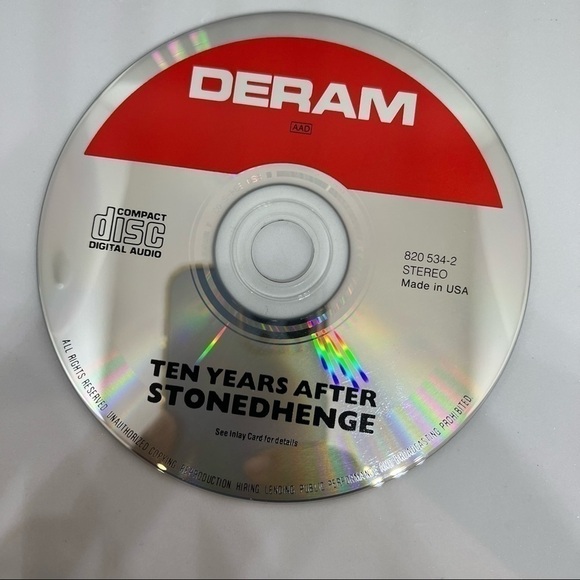 DERAM
AAD
COMPACT
disc
DIGITAL AUDIO
820 534-2
STEREO
Made in USA
TEN YEARS AFTER
STONEDHENGE
See Inlay Card for details
ALL RIGHTS RESERVED. UNAUTHORIZED COPYING REPRODUCTION HIRING LENDING PUBLIC PERFORMANCE AND BROADCASTING PROHIBITED